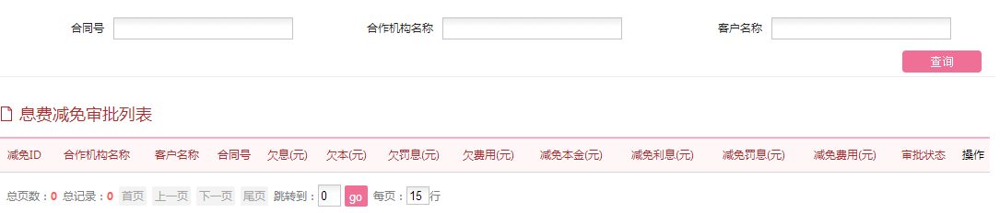 合同号 合作机构名称 客户名称
查询
息费减免审批列表
减免ID 合作机构名称 客户名称 合同号 欠息(元) 欠本(元) 欠罚息(元) 欠费用(元) 减免本金(元) 减免利息(元) 减免罚息(元) 减免费用(元) 审批状态 操作
总页数：0 总记录：0 首页 上一页 下一页 尾页 跳转到：0 go 每页：15 行